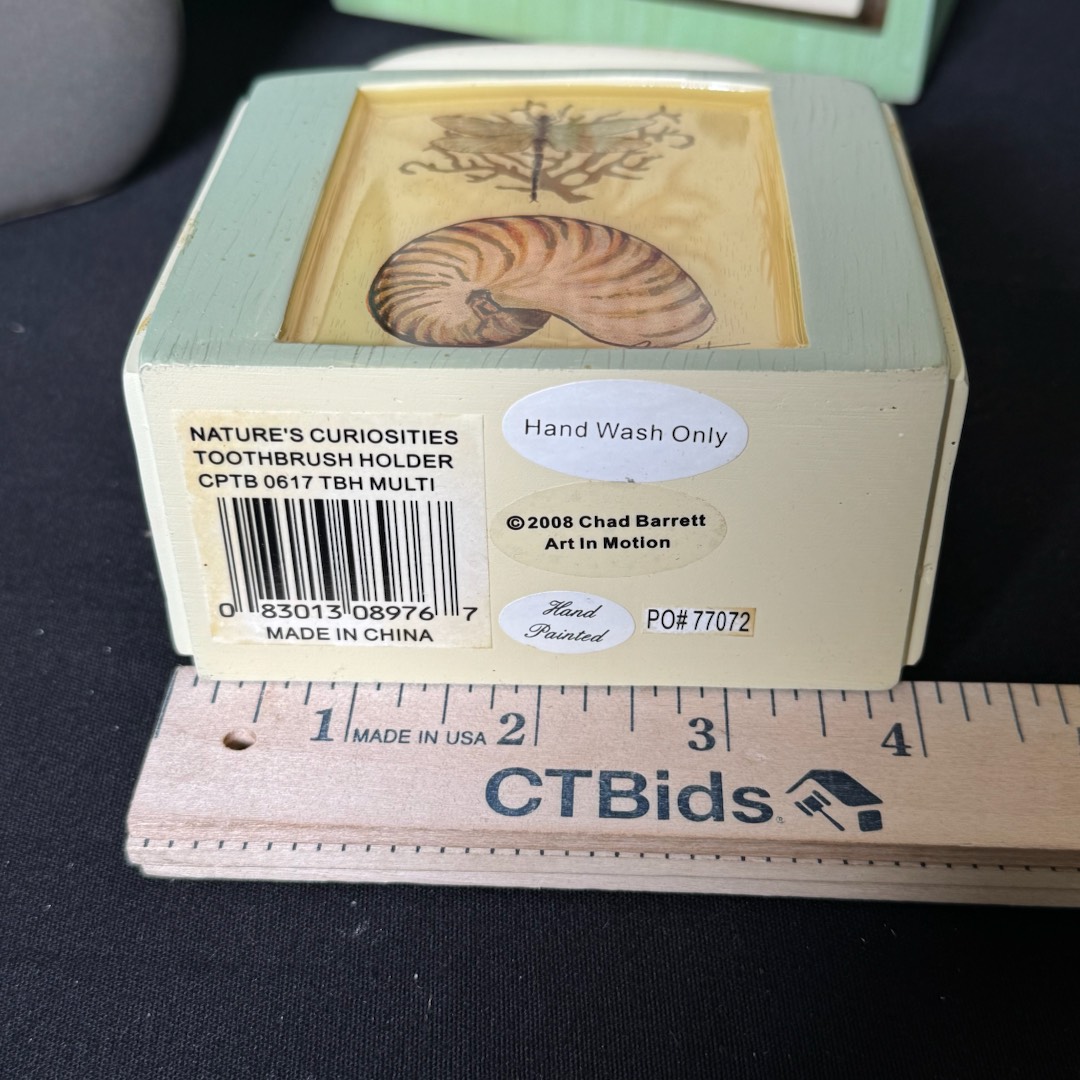 NATURE'S CURIOSITIES
TOOTHBRUSH HOLDER
CPTB 0617 TBH MULTI
0 83013 08976 7
MADE IN CHINA
Hand Wash Only
©2008 Chad Barrett
Art In Motion
Hand
Painted
PO# 77072
1 MADE IN USA 2 3 4
CTBids